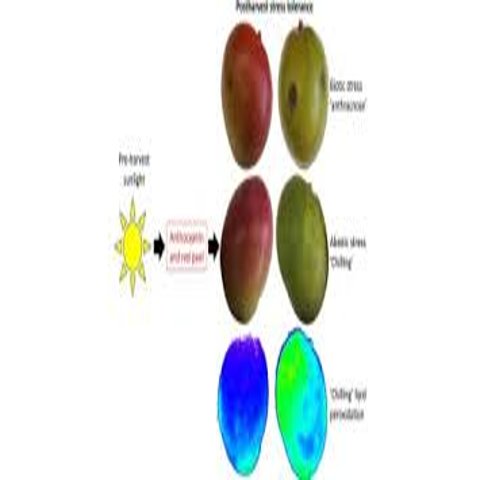 Postharvest stress tolerance
Biotic stress
'anthracnose'
Pre-harvest
sunlight
Anthocyanin
and red peel
Abiotic stress
'Chilling'
'Chilling' lipid
peroxidation